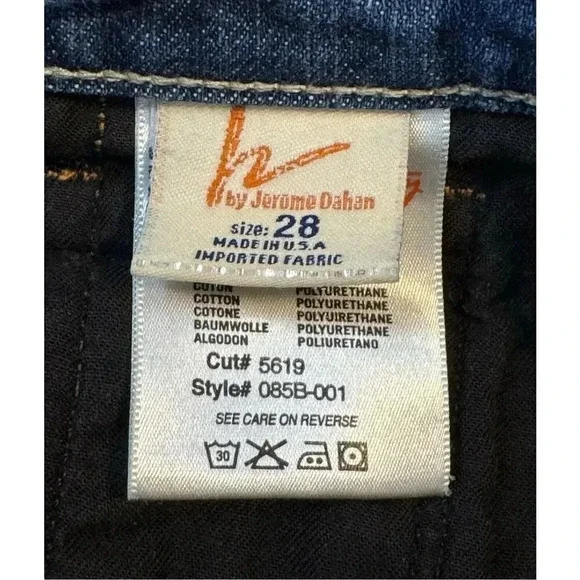 h
by Jerome Dahan
size: 28
MADE IN U.S.A
IMPORTED FABRIC
COTON POLYURETHANE
COTTON POLYURETHANE
COTONE POLYUIRETHANE
BAUMWOLLE POLYURETHANE
ALGODON POLIURETANO
Cut# 5619
Style# 085B-001
SEE CARE ON REVERSE
30